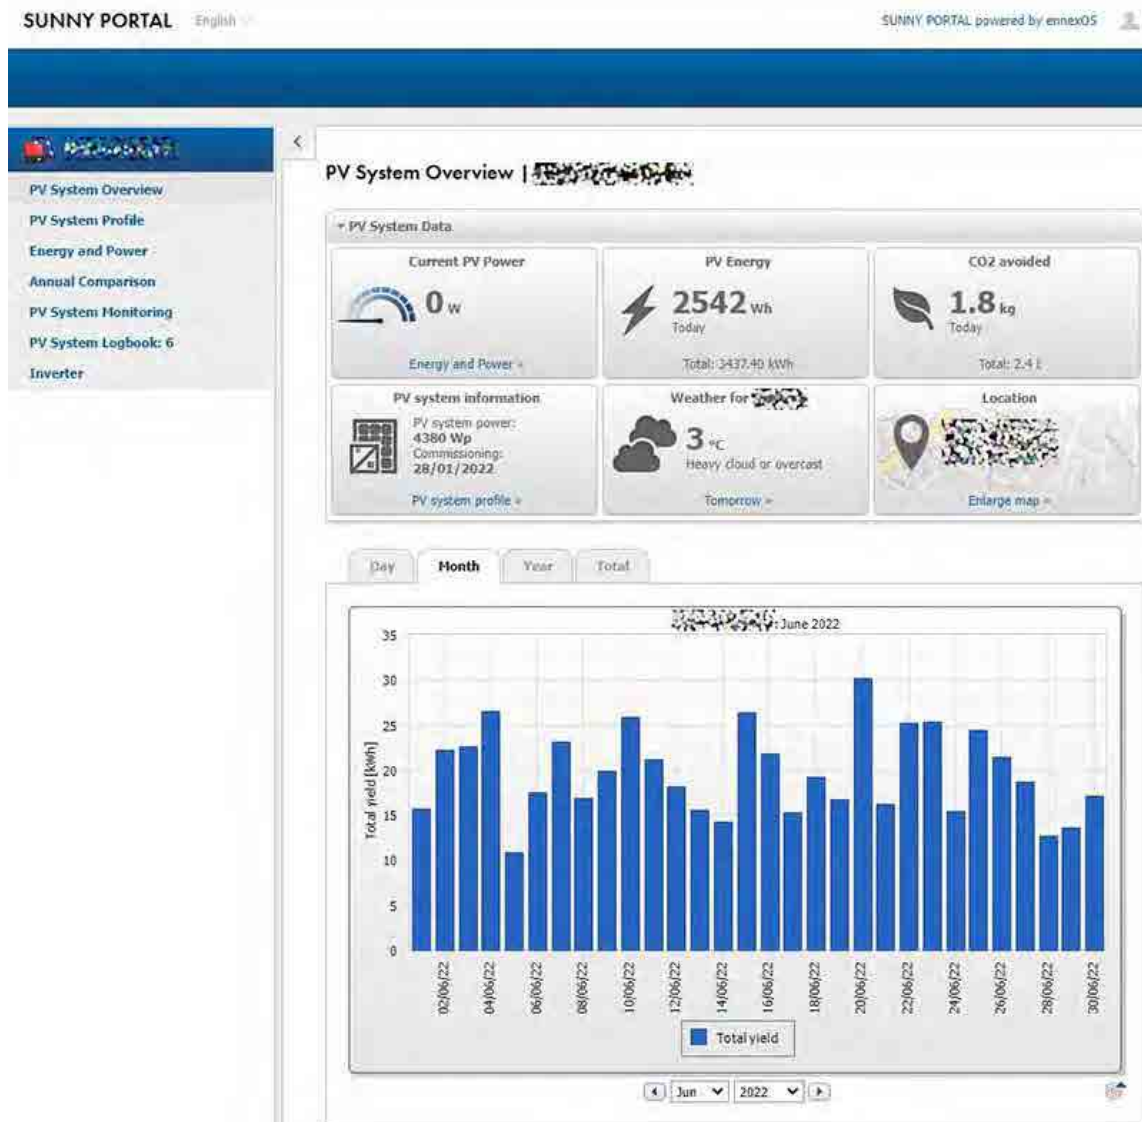 SUNNY PORTAL English
SUNNY PORTAL powered by ennexOS
PV System Overview
PV System Profile
Energy and Power
Annual Comparison
PV System Monitoring
PV System Logbook: 6
Inverter
PV System Overview |
PV System Data
Current PV Power
0 W
Energy and Power »
PV Energy
2542 Wh
Today
Total: 3437.40 kWh
CO2 avoided
1.8 kg
Today
Total: 2.4 t
PV system information
PV system power:
4380 Wp
Commissioning:
28/01/2022
PV system profile »
Weather for
3 °C
Heavy cloud or overcast
Tomorrow »
Location
Enlarge map »
Day Month Year Total
: June 2022
Total yield [kWh]
35
30
25
20
15
10
5
0
02/06/22
04/06/22
06/06/22
08/06/22
10/06/22
12/06/22
14/06/22
16/06/22
18/06/22
20/06/22
22/06/22
24/06/22
26/06/22
28/06/22
30/06/22
Total yield
Jun 2022